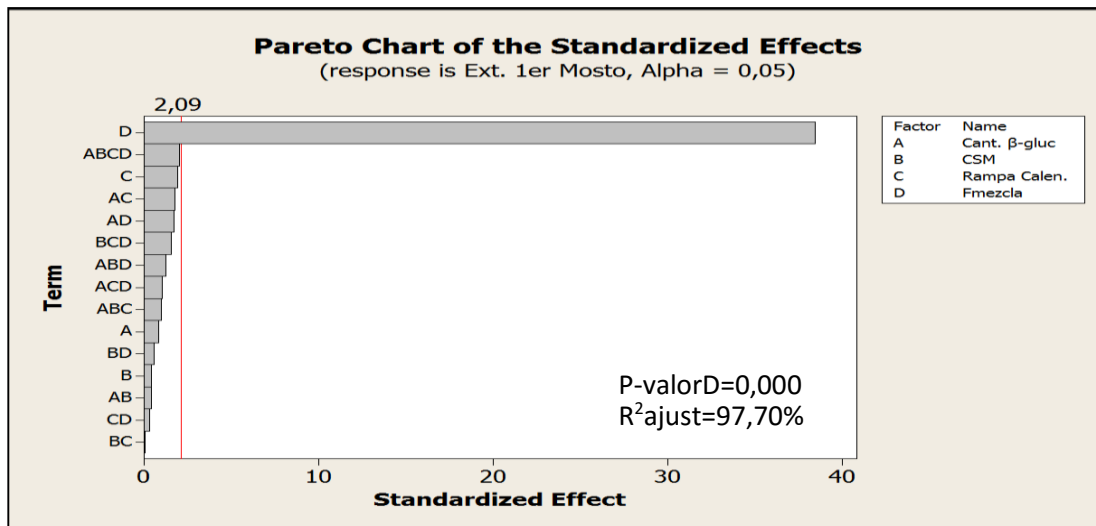 Pareto Chart of the Standardized Effects
(response is Ext. 1er Mosto, Alpha = 0,05)
2,09
Factor Name
A Cant. β-gluc
B CSM
C Rampa Calen.
D Fmezcla
Term
D
ABCD
C
AC
AD
BCD
ABD
ACD
ABC
A
BD
B
AB
CD
BC
P-valorD=0,000
R²ajust=97,70%
0 10 20 30 40
Standardized Effect